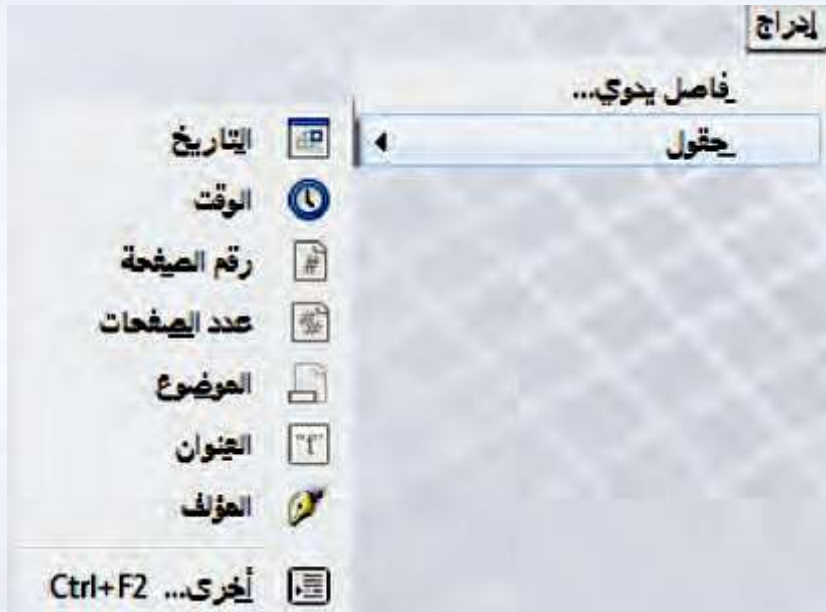 إدراج
فاصل يدوي...
حقول
التاريخ
الوقت
رقم الصفحة
عدد الصفحات
الموضوع
العنوان
المؤلف
أخرى... Ctrl+F2